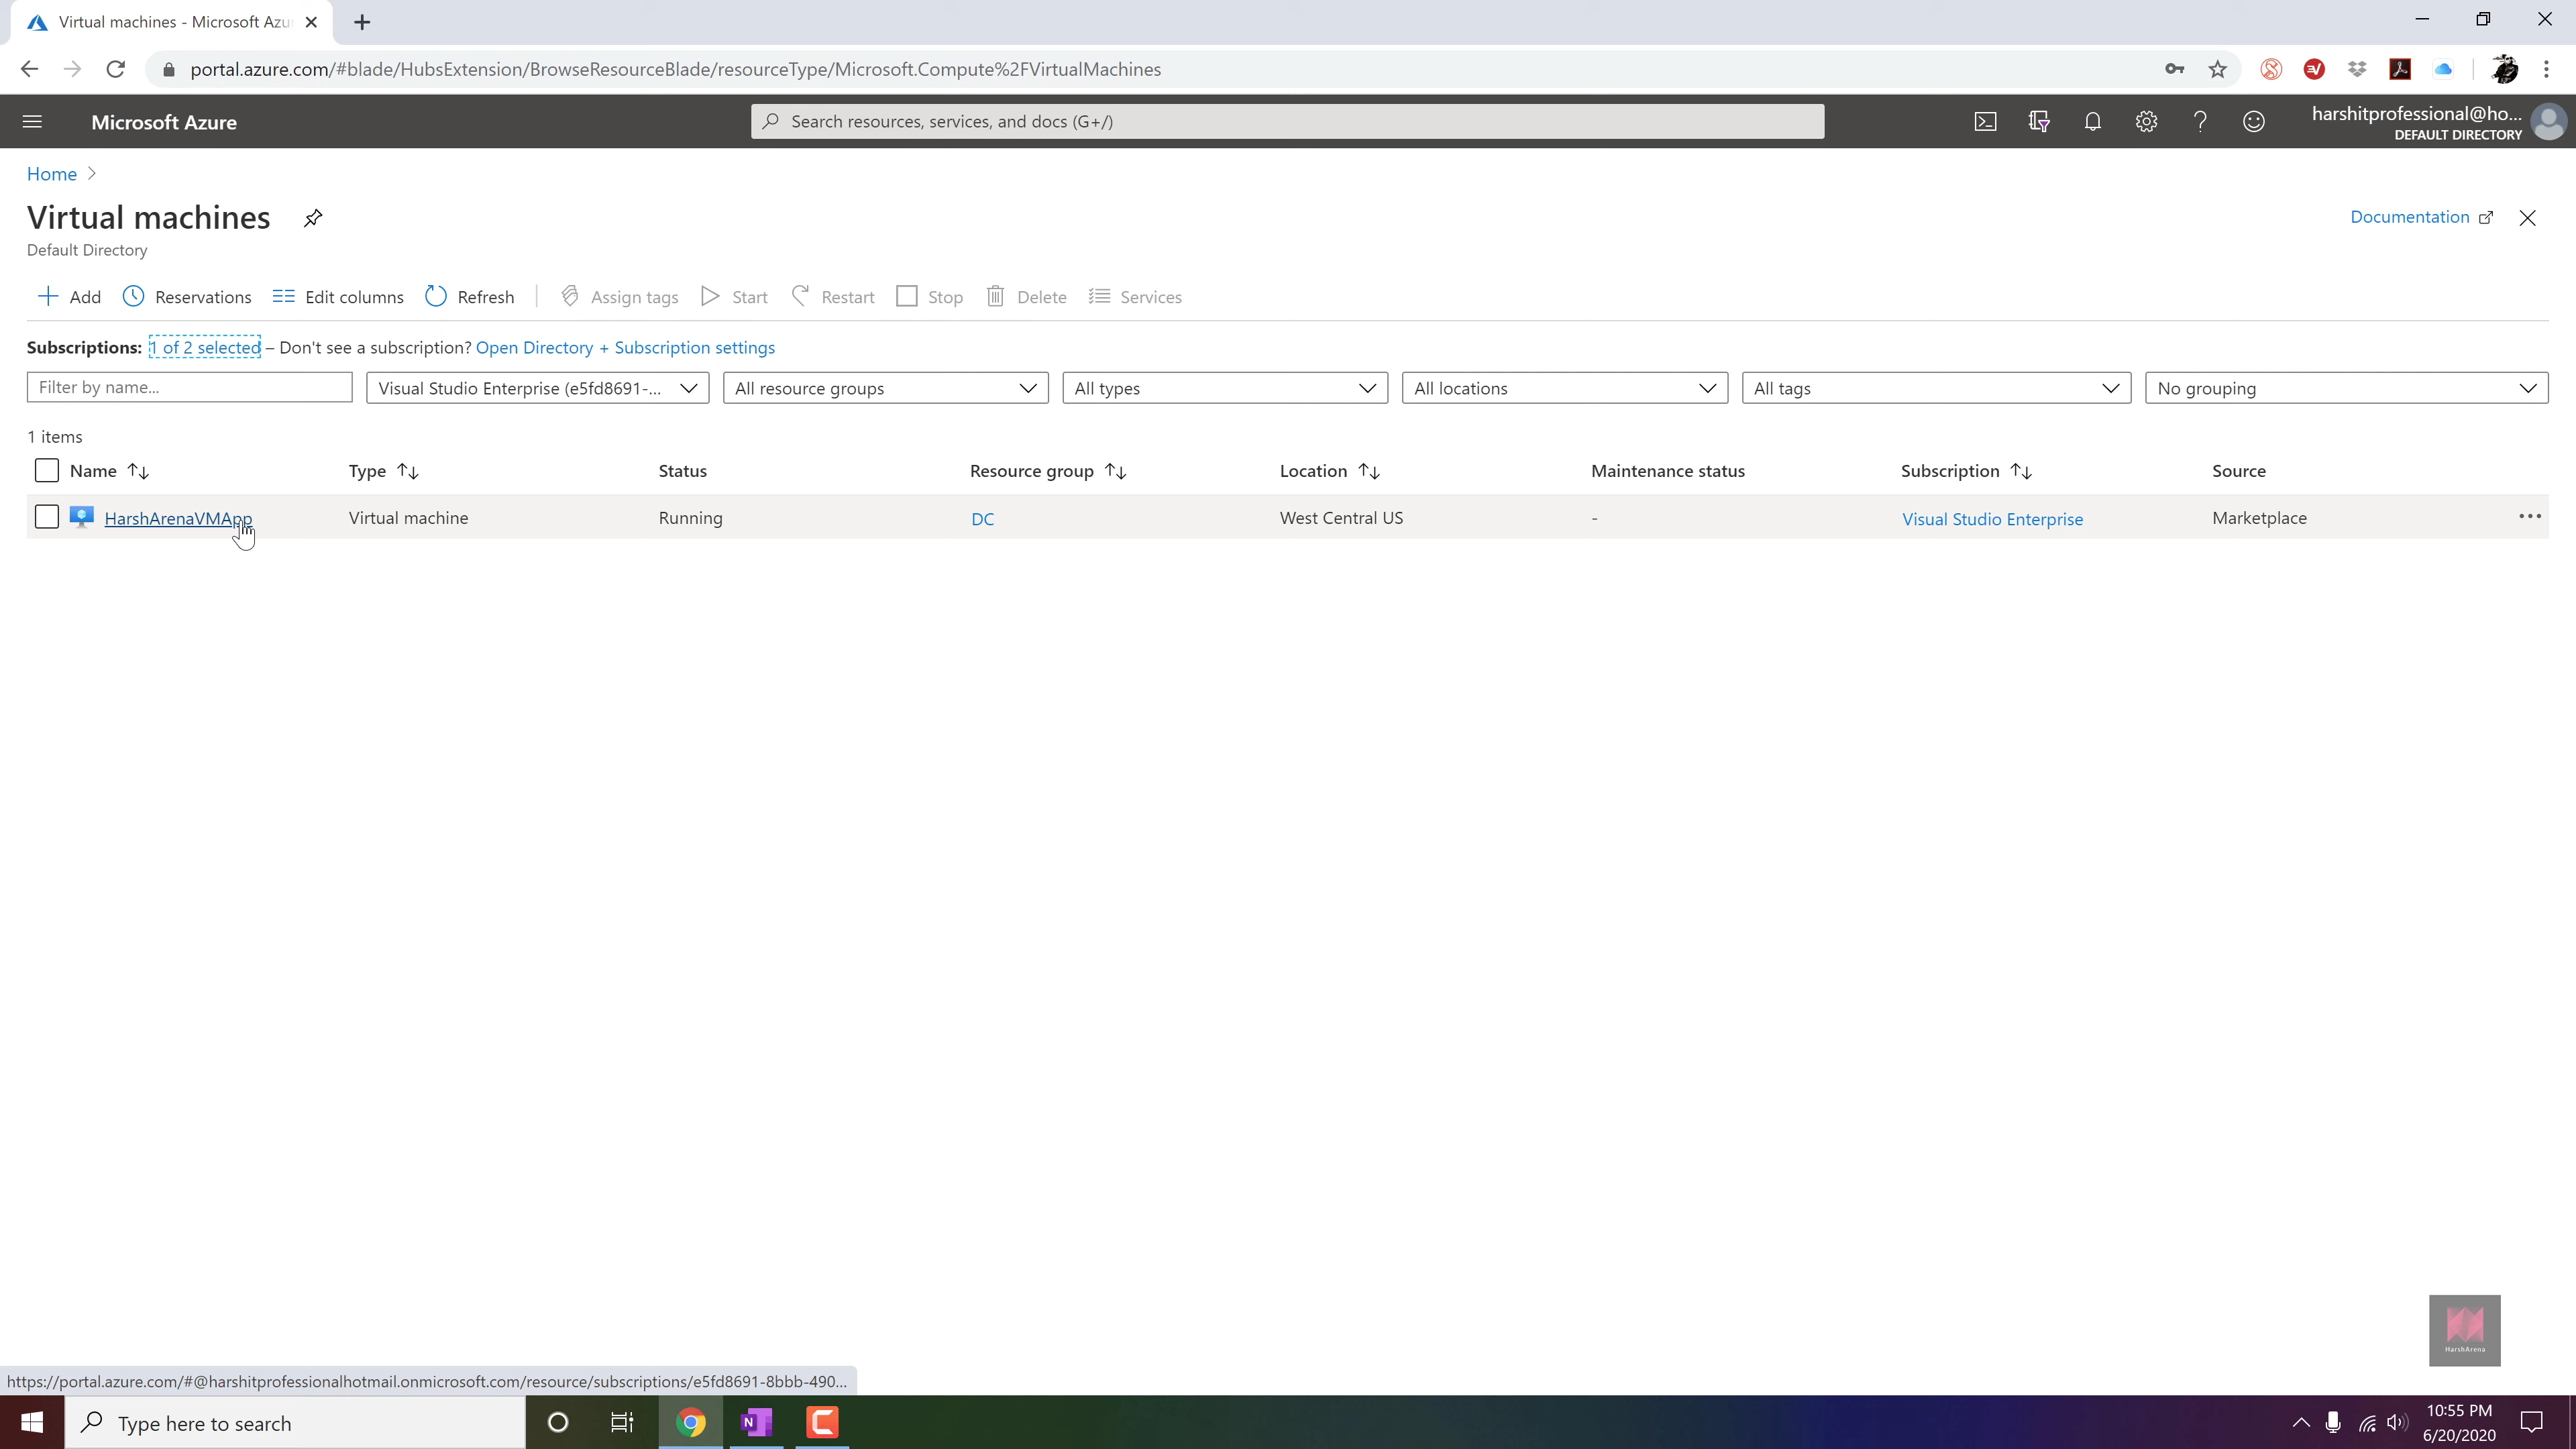 Virtual machines - Microsoft Azu
portal.azure.com/#blade/HubsExtension/BrowseResourceBlade/resourceType/Microsoft.Compute%2FVirtualMachines
Microsoft Azure
Search resources, services, and docs (G+/)
harshitprofessional@ho...
DEFAULT DIRECTORY
Home
Virtual machines
Documentation
Default Directory
Add Reservations Edit columns Refresh Assign tags Start Restart Stop Delete Services
Subscriptions: 1 of 2 selected – Don't see a subscription? Open Directory + Subscription settings
Filter by name... Visual Studio Enterprise (e5fd8691-... All resource groups All types All locations All tags No grouping
1 items
Name Type Status Resource group Location Maintenance status Subscription Source
HarshArenaVMApp Virtual machine Running DC West Central US - Visual Studio Enterprise Marketplace
HarshArena
https://portal.azure.com/#@harshitprofessionalhotmail.onmicrosoft.com/resource/subscriptions/e5fd8691-8bbb-490...
Type here to search
10:55 PM
6/20/2020